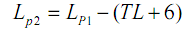 L_{p2} = L_{P1} − (TL + 6)